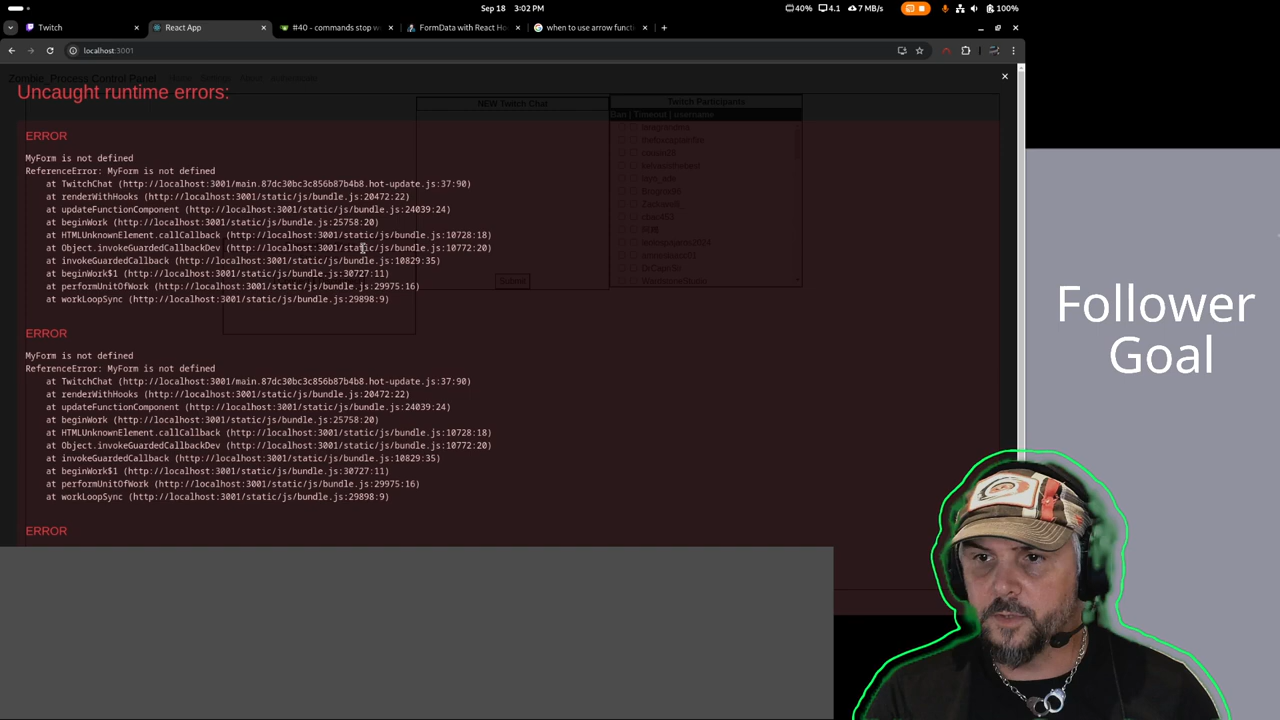 Sep 18 3:02 PM
40% 4.1 7 MB/s 100%
Twitch
React App
#40 - commands stop w
FormData with React Ho
when to use arrow functi
localhost:3001
Zombie_Process Control Panel
Uncaught runtime errors:
NEW Twitch Chat
Twitch Participants
Ban | Timeout | username
Submit
ERROR
MyForm is not defined
ReferenceError: MyForm is not defined
at TwitchChat (http://localhost:3001/main.87dc30bc3c856b87b4b8.hot-update.js:37:90)
at renderWithHooks (http://localhost:3001/static/js/bundle.js:20472:22)
at updateFunctionComponent (http://localhost:3001/static/js/bundle.js:24039:24)
at beginWork (http://localhost:3001/static/js/bundle.js:25758:20)
at HTMLUnknownElement.callCallback (http://localhost:3001/static/js/bundle.js:10728:18)
at Object.invokeGuardedCallbackDev (http://localhost:3001/static/js/bundle.js:10772:20)
at invokeGuardedCallback (http://localhost:3001/static/js/bundle.js:10829:35)
at beginWork$1 (http://localhost:3001/static/js/bundle.js:30727:11)
at performUnitOfWork (http://localhost:3001/static/js/bundle.js:29975:16)
at workLoopSync (http://localhost:3001/static/js/bundle.js:29898:9)
ERROR
MyForm is not defined
ReferenceError: MyForm is not defined
at TwitchChat (http://localhost:3001/main.87dc30bc3c856b87b4b8.hot-update.js:37:90)
at renderWithHooks (http://localhost:3001/static/js/bundle.js:20472:22)
at updateFunctionComponent (http://localhost:3001/static/js/bundle.js:24039:24)
at beginWork (http://localhost:3001/static/js/bundle.js:25758:20)
at HTMLUnknownElement.callCallback (http://localhost:3001/static/js/bundle.js:10728:18)
at Object.invokeGuardedCallbackDev (http://localhost:3001/static/js/bundle.js:10772:20)
at invokeGuardedCallback (http://localhost:3001/static/js/bundle.js:10829:35)
at beginWork$1 (http://localhost:3001/static/js/bundle.js:30727:11)
at performUnitOfWork (http://localhost:3001/static/js/bundle.js:29975:16)
at workLoopSync (http://localhost:3001/static/js/bundle.js:29898:9)
ERROR
Follower
Goal